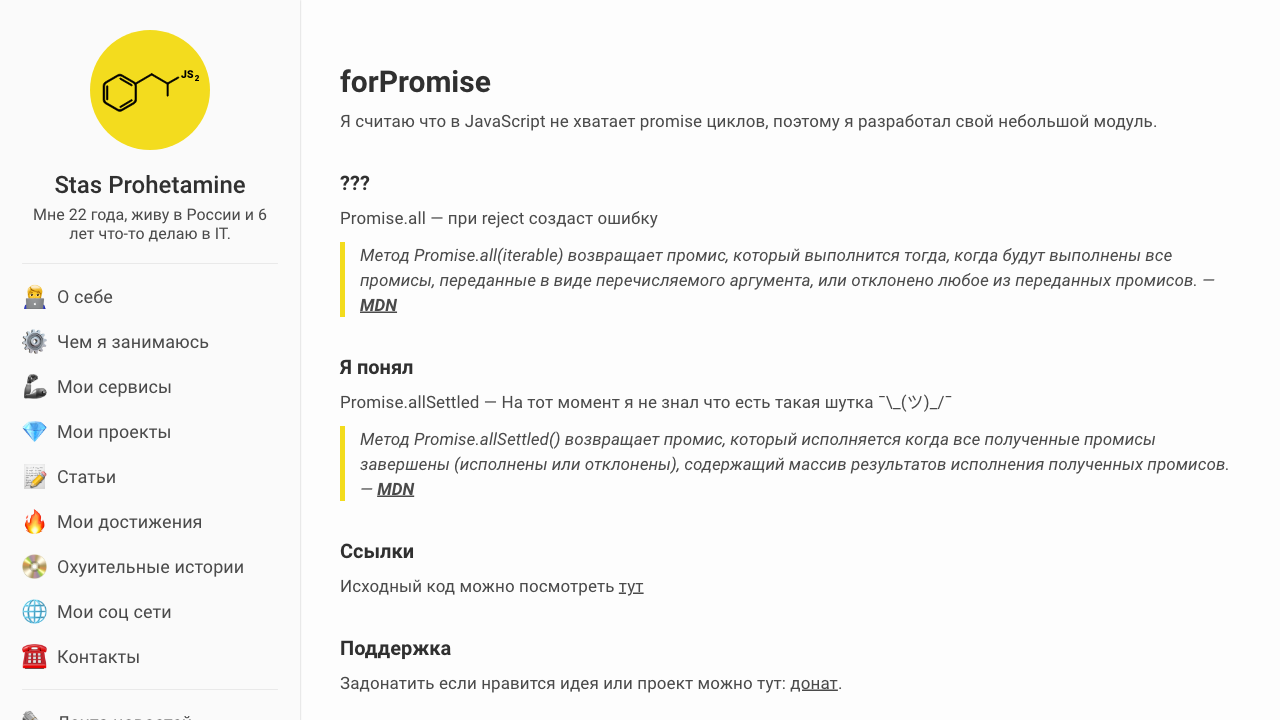 JS2
Stas Prohetamine
Мне 22 года, живу в России и 6
лет что-то делаю в IT.
О себе
Чем я занимаюсь
Мои сервисы
Мои проекты
Статьи
Мои достижения
Охуительные истории
Мои соц сети
Контакты
forPromise
Я считаю что в JavaScript не хватает promise циклов, поэтому я разработал свой небольшой модуль.
???
Promise.all — при reject создаст ошибку
Метод Promise.all(iterable) возвращает промис, который выполнится тогда, когда будут выполнены все
промисы, переданные в виде перечисляемого аргумента, или отклонено любое из переданных промисов. —
MDN
Я понял
Promise.allSettled — На тот момент я не знал что есть такая шутка ¯\_(ツ)_/¯
Метод Promise.allSettled() возвращает промис, который исполняется когда все полученные промисы
завершены (исполнены или отклонены), содержащий массив результатов исполнения полученных промисов.
— MDN
Ссылки
Исходный код можно посмотреть тут
Поддержка
Задонатить если нравится идея или проект можно тут: донат.